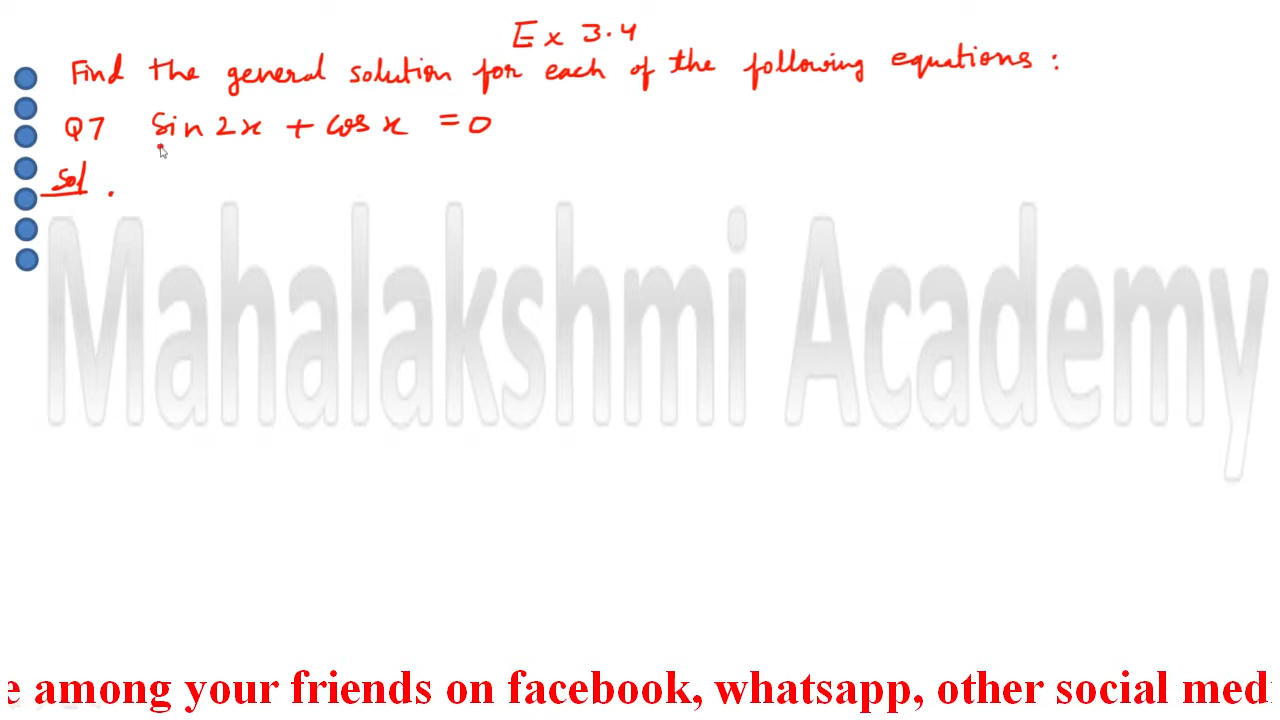 Ex 3.4
Find the general solution for each of the following equations :
Q7 Sin 2x + cos x = 0
Sol .
Mahalakshmi Academy
e among your friends on facebook, whatsapp, other social med